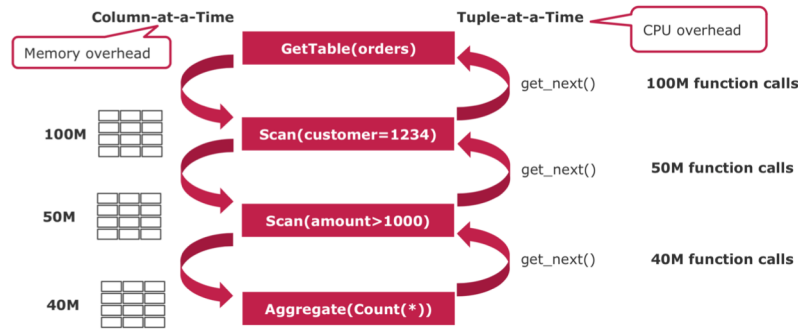 Column-at-a-Time
Tuple-at-a-Time
Memory overhead
CPU overhead
GetTable(orders)
get_next()
100M function calls
100M
Scan(customer=1234)
get_next()
50M function calls
50M
Scan(amount>1000)
get_next()
40M function calls
40M
Aggregate(Count(*))